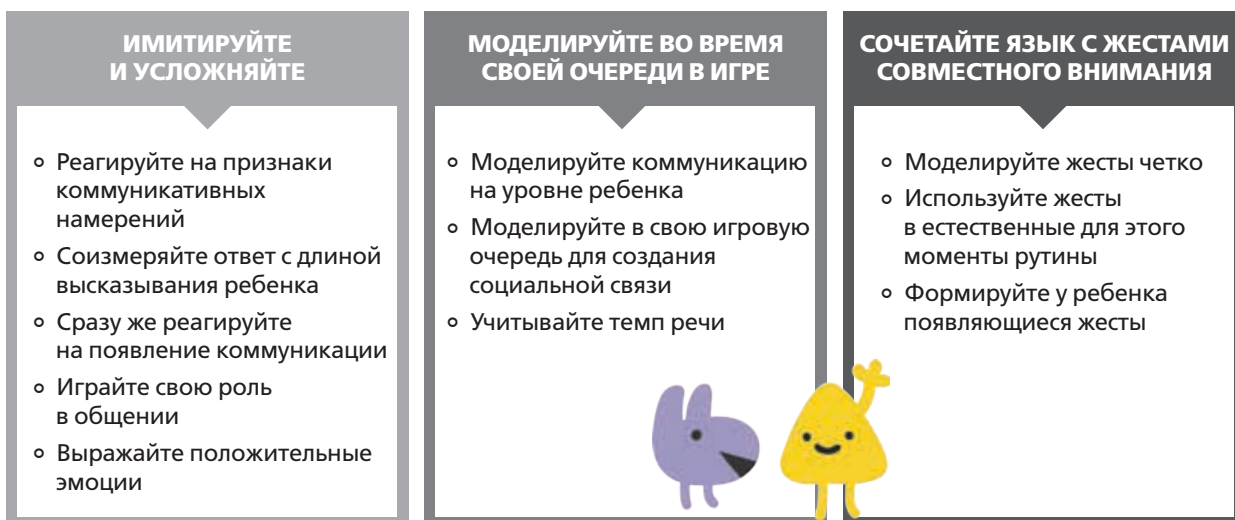 ИМИТИРУЙТЕ
И УСЛОЖНЯЙТЕ
Реагируйте на признаки
коммуникативных
намерений
Соизмеряйте ответ с длиной
высказывания ребенка
Сразу же реагируйте
на появление коммуникации
Играйте свою роль
в общении
Выражайте положительные
эмоции
МОДЕЛИРУЙТЕ ВО ВРЕМЯ
СВОЕЙ ОЧЕРЕДИ В ИГРЕ
Моделируйте коммуникацию
на уровне ребенка
Моделируйте в свою игровую
очередь для создания
социальной связи
Учитывайте темп речи
СОЧЕТАЙТЕ ЯЗЫК С ЖЕСТАМИ
СОВМЕСТНОГО ВНИМАНИЯ
Моделируйте жесты четко
Используйте жесты
в естественные для этого
моменты рутины
Формируйте у ребенка
появляющиеся жесты